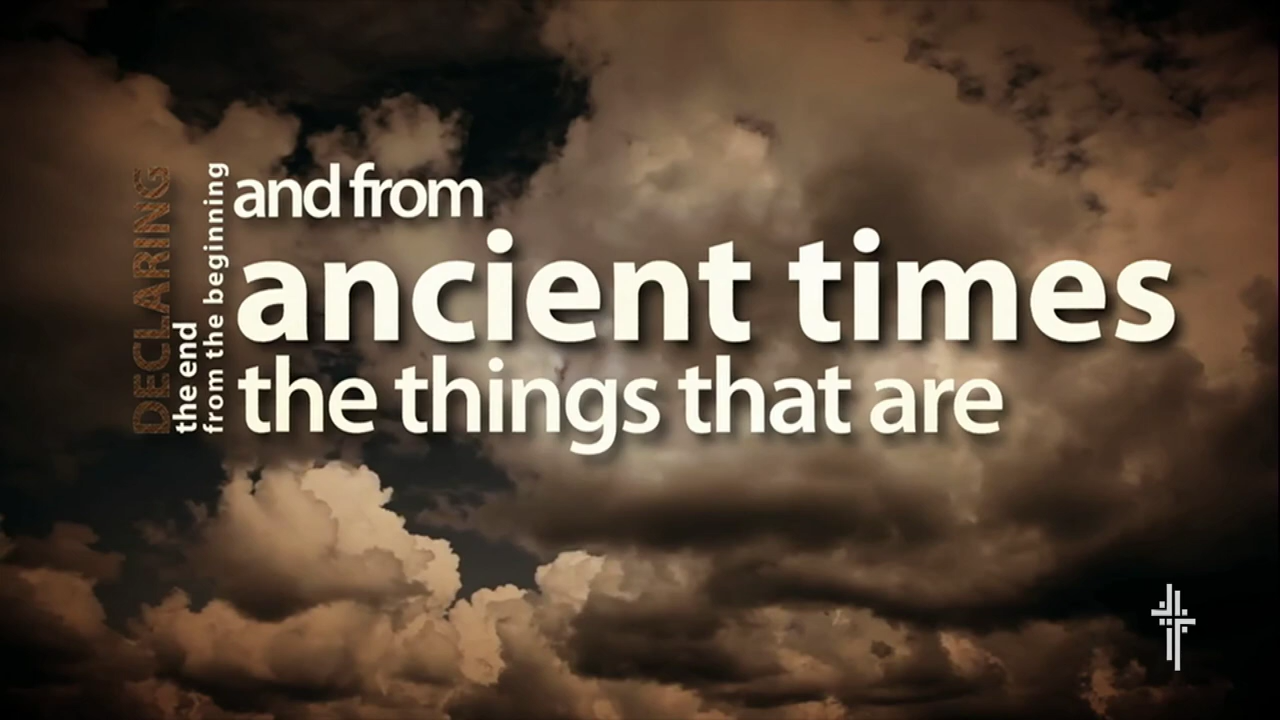 DECLARING
the end
from the beginning
and from
ancient times
the things that are